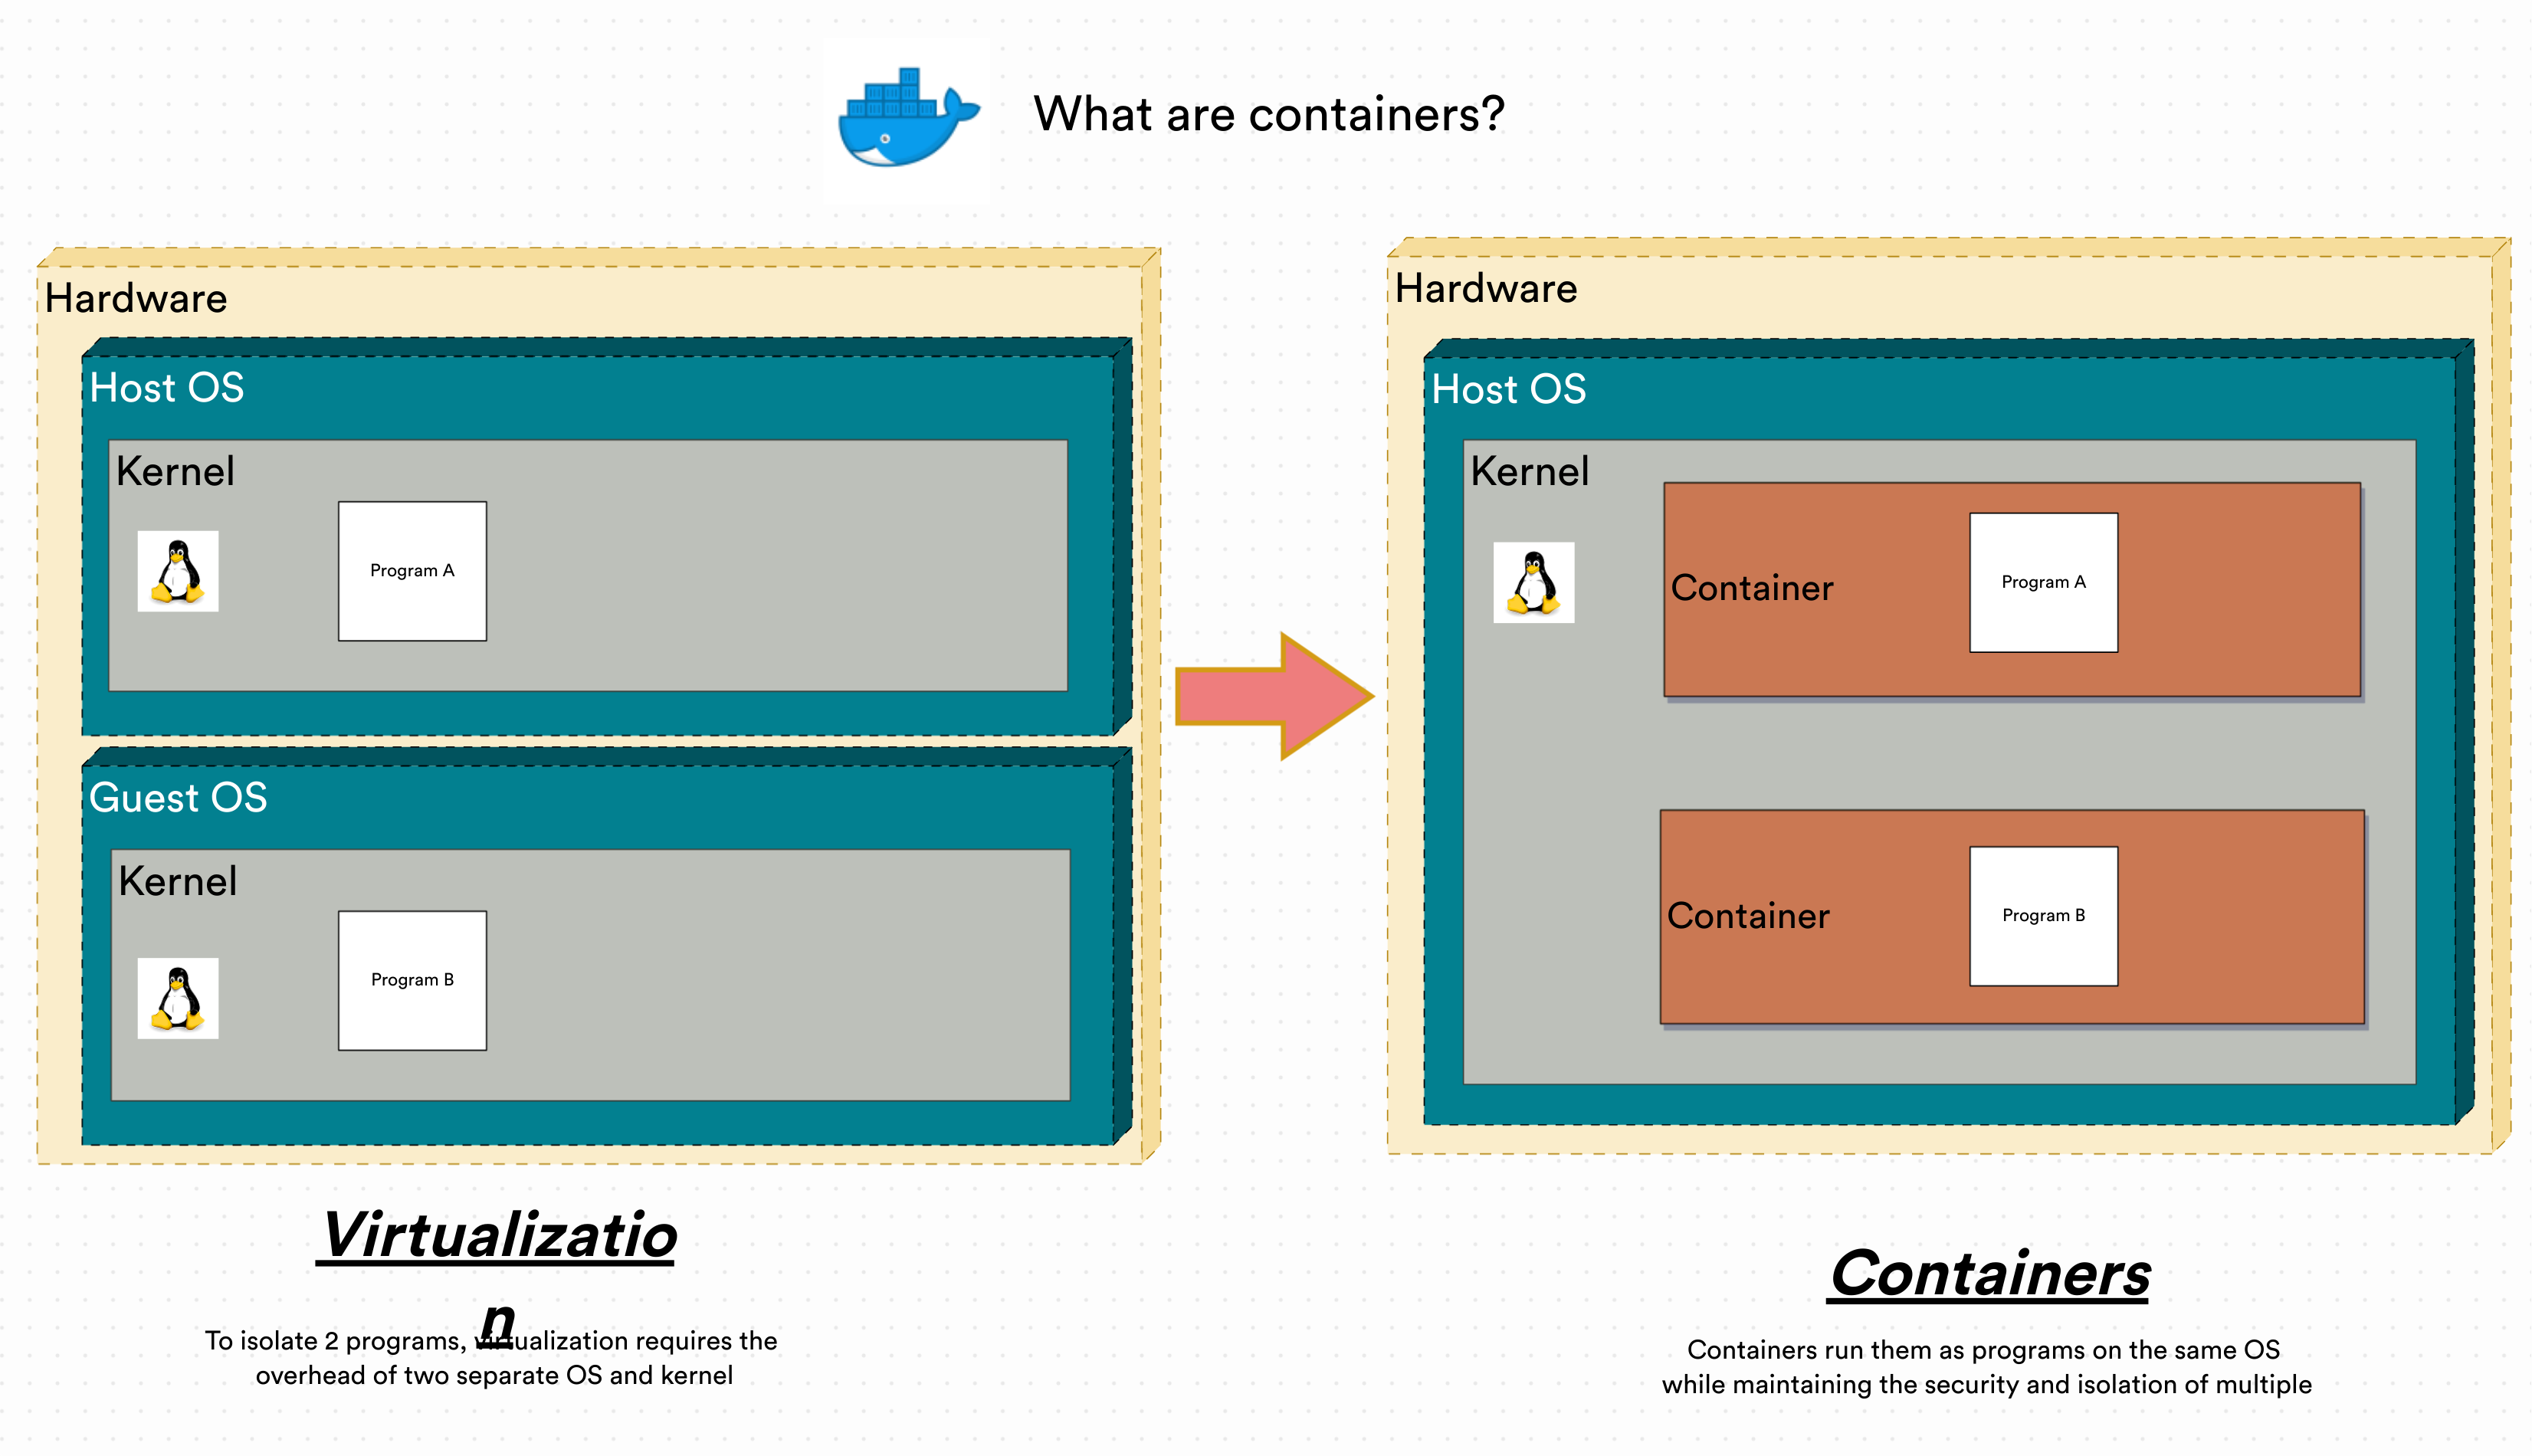 What are containers?
Hardware
Host OS
Kernel
Program A
Guest OS
Kernel
Program B
Virtualizatio
n
To isolate 2 programs, virtualization requires the
overhead of two separate OS and kernel
Hardware
Host OS
Kernel
Container
Program A
Container
Program B
Containers
Containers run them as programs on the same OS
while maintaining the security and isolation of multiple